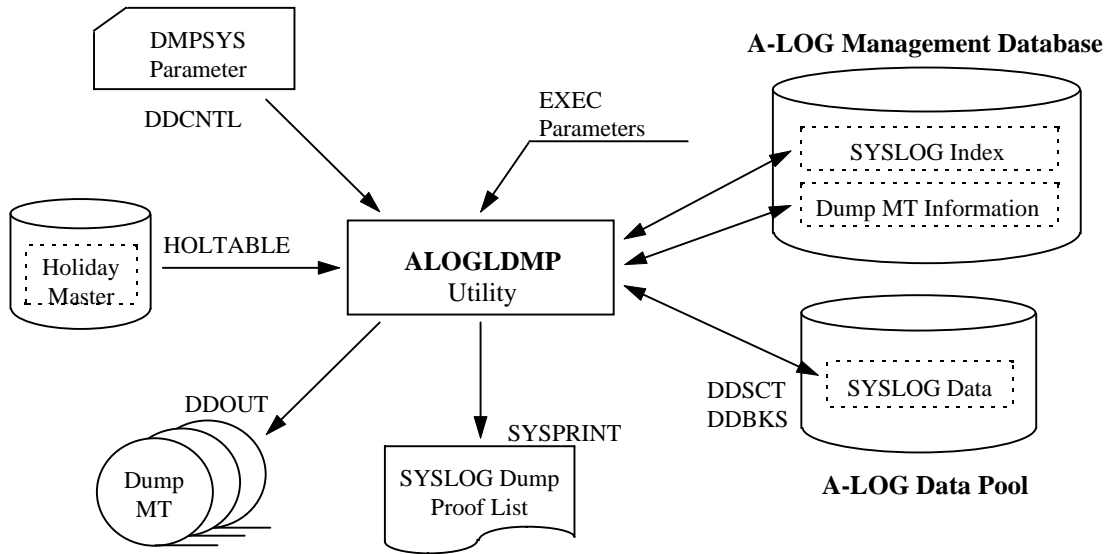 DMPSYS
Parameter
DDCNTL
EXEC
Parameters
A-LOG Management Database
SYSLOG Index
Dump MT Information
Holiday
Master
HOLTABLE
ALOGLDMP
Utility
DDSCT
DDBKS
SYSLOG Data
A-LOG Data Pool
DDOUT
Dump
MT
SYSPRINT
SYSLOG Dump
Proof List